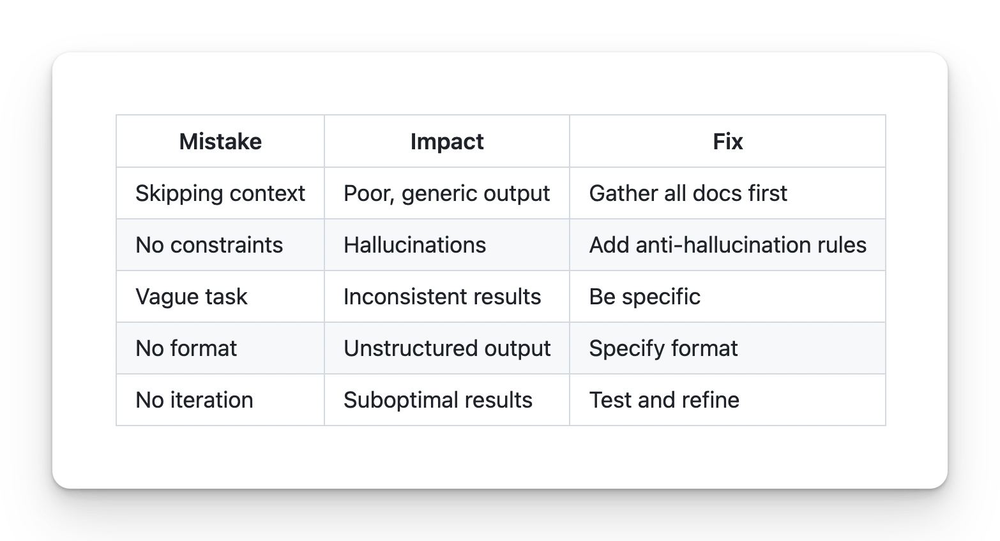 Mistake Impact Fix
Skipping context Poor, generic output Gather all docs first
No constraints Hallucinations Add anti-hallucination rules
Vague task Inconsistent results Be specific
No format Unstructured output Specify format
No iteration Suboptimal results Test and refine